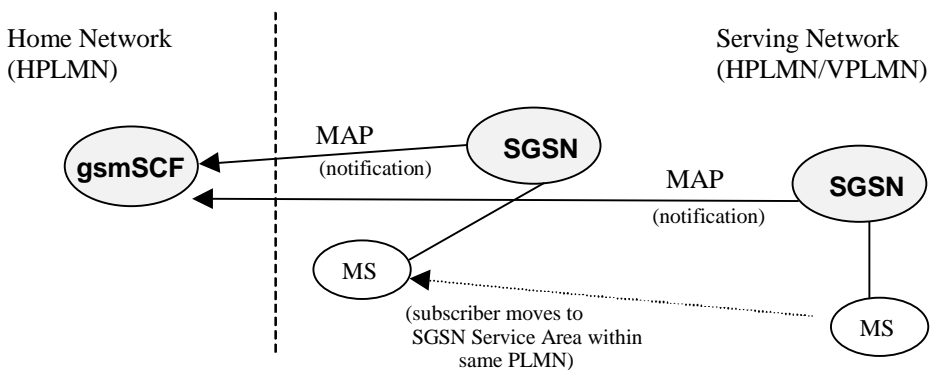 Home Network
(HPLMN)
Serving Network
(HPLMN/VPLMN)
MAP
(notification)
SGSN
gsmSCF
MAP
(notification)
SGSN
MS
(subscriber moves to
SGSN Service Area within
same PLMN)
MS